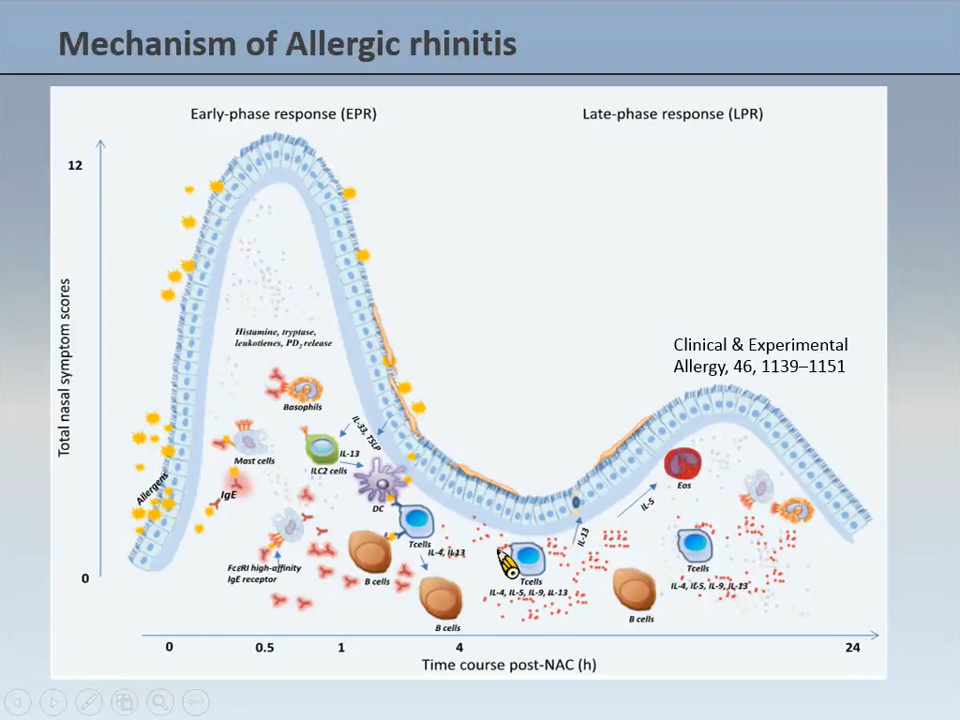 Mechanism of Allergic rhinitis
Early-phase response (EPR)
Late-phase response (LPR)
12
Total nasal symptom scores
0
Histamine, tryptase,
leukotienes, PD2 release
Clinical & Experimental
Allergy, 46, 1139–1151
Basophils
IL-33, TSLP
Mast cells
IL-13
ILC2 cells
Allergens
IgE
DC
Eos
IL-5
IL-13
Tcells
IL-4, IL13
FcεRI high-affinity
IgE receptor
B cells
B cells
Tcells
IL-4, IL-5, IL-9, IL-13
Tcells
IL-4, IL-5, IL-9, IL-13
B cells
0 0.5 1 4 24
Time course post-NAC (h)